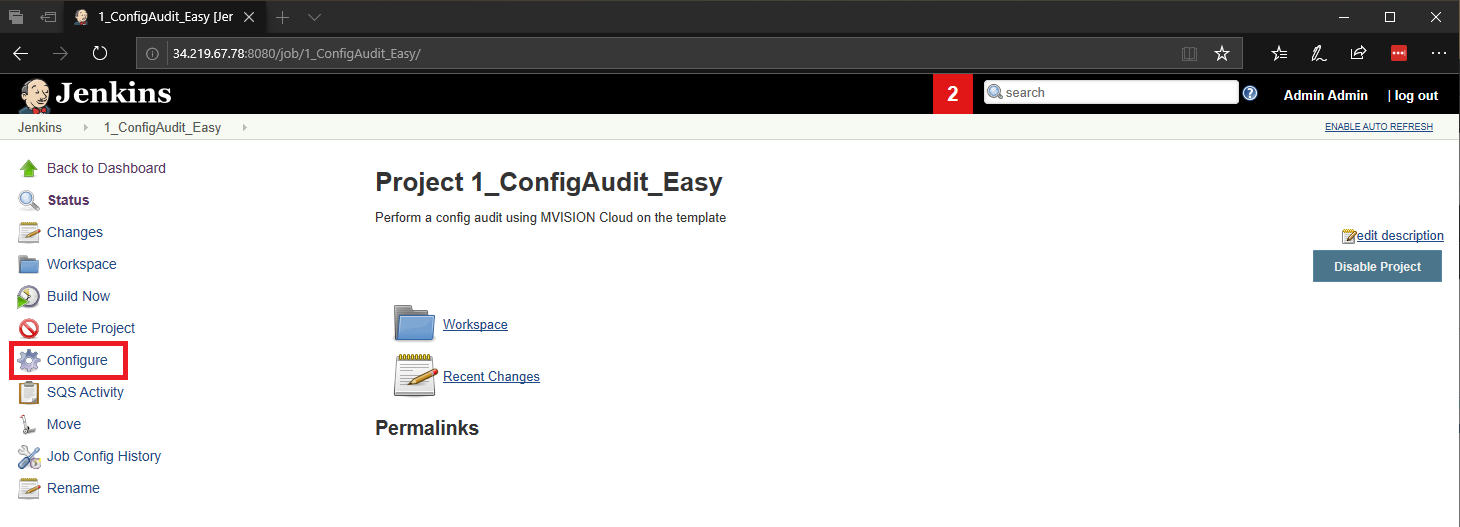 1_ConfigAudit_Easy [Jer
34.219.67.78:8080/job/1_ConfigAudit_Easy/
Jenkins
2
search
Admin Admin
| log out
Jenkins
1_ConfigAudit_Easy
ENABLE AUTO REFRESH
Back to Dashboard
Status
Changes
Workspace
Build Now
Delete Project
Configure
SQS Activity
Move
Job Config History
Rename
Project 1_ConfigAudit_Easy
Perform a config audit using MVISION Cloud on the template
edit description
Disable Project
Workspace
Recent Changes
Permalinks